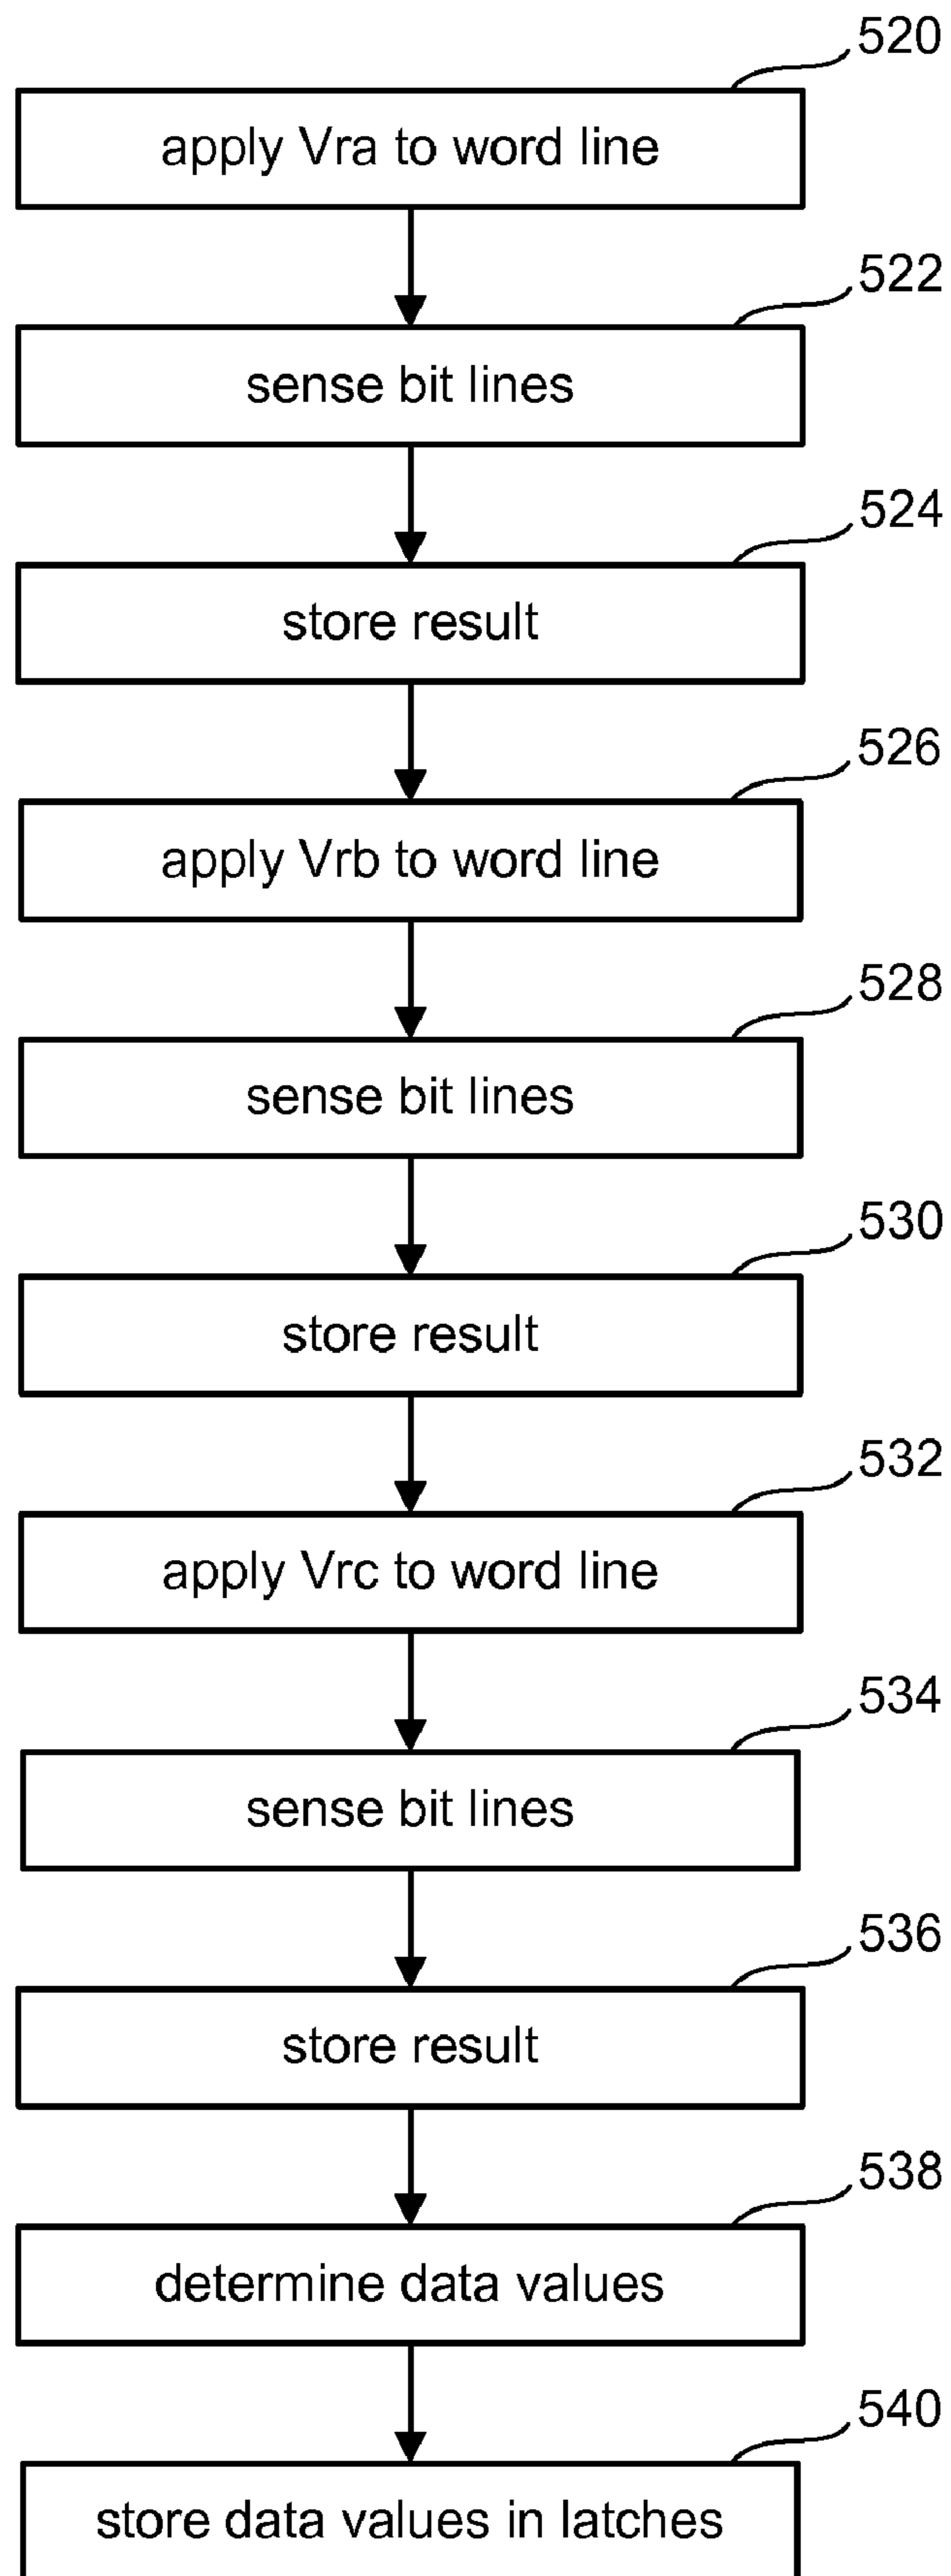 520
apply Vra to word line
522
sense bit lines
524
store result
526
apply Vrb to word line
528
sense bit lines
530
store result
532
apply Vrc to word line
534
sense bit lines
536
store result
538
determine data values
540
store data values in latches